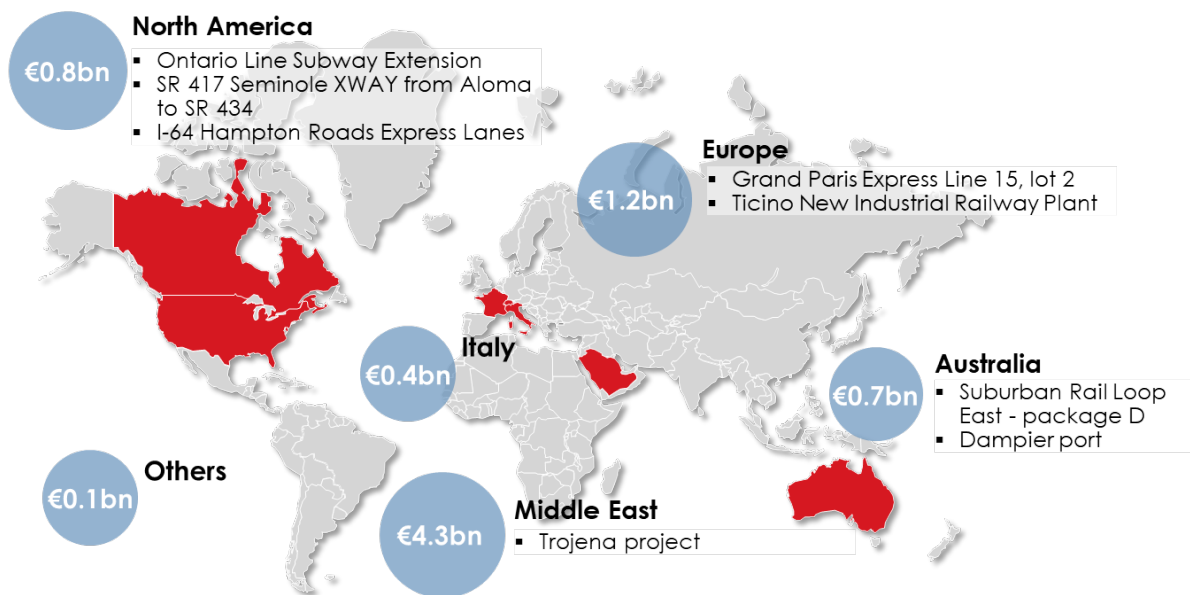 North America
€0.8bn
▪ Ontario Line Subway Extension
▪ SR 417 Seminole XWAY from Aloma
to SR 434
▪ I-64 Hampton Roads Express Lanes
Europe
€1.2bn
▪ Grand Paris Express Line 15, lot 2
▪ Ticino New Industrial Railway Plant
Italy
€0.4bn
Australia
€0.7bn
▪ Suburban Rail Loop
East - package D
▪ Dampier port
Others
€0.1bn
Middle East
€4.3bn
▪ Trojena project